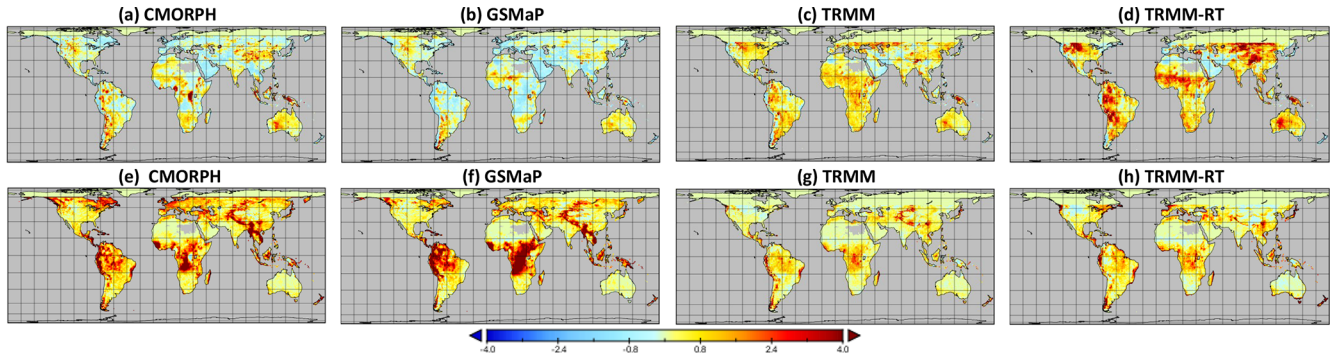 (a) CMORPH
(b) GSMaP
(c) TRMM
(d) TRMM-RT
(e) CMORPH
(f) GSMaP
(g) TRMM
(h) TRMM-RT
-4.0 -2.4 -0.8 0.8 2.4 4.0